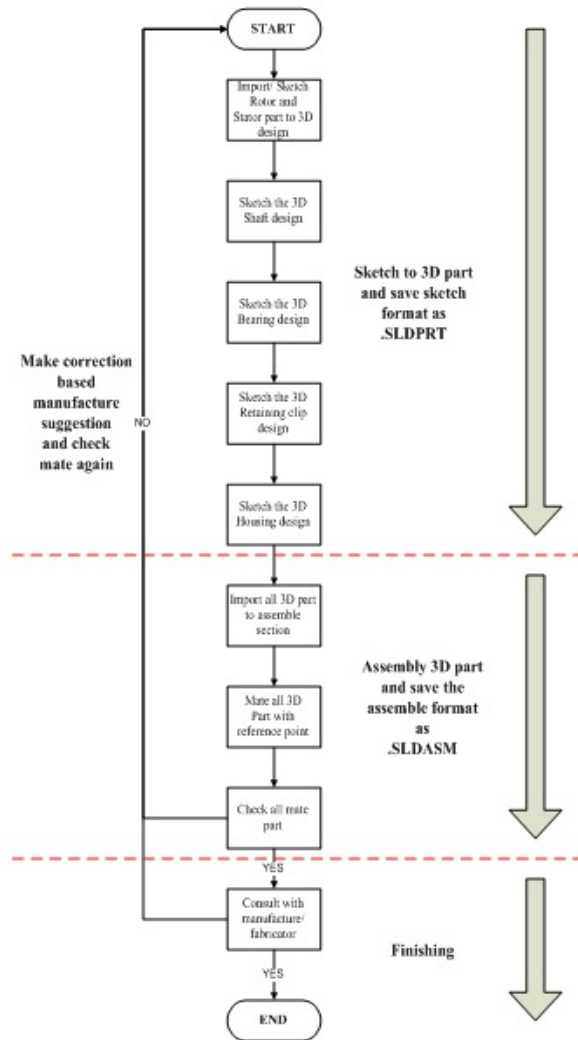 START
Import/ Sketch
Rotor and
Stator part to 3D
design
Sketch the 3D
Shaft design
Sketch the 3D
Bearing design
Sketch to 3D part
and save sketch
format as
.SLDPRT
Make correction
based
manufacture
suggestion
and check
mate again
NO
Sketch the 3D
Retaining clip
design
Sketch the 3D
Housing design
Import all 3D part
to assemble
section
Mate all 3D
Part with
reference point
Assembly 3D part
and save the
assemble format
as
.SLDASM
Check all mate
part
YES
Consult with
manufacture/
fabricator
Finishing
YES
END